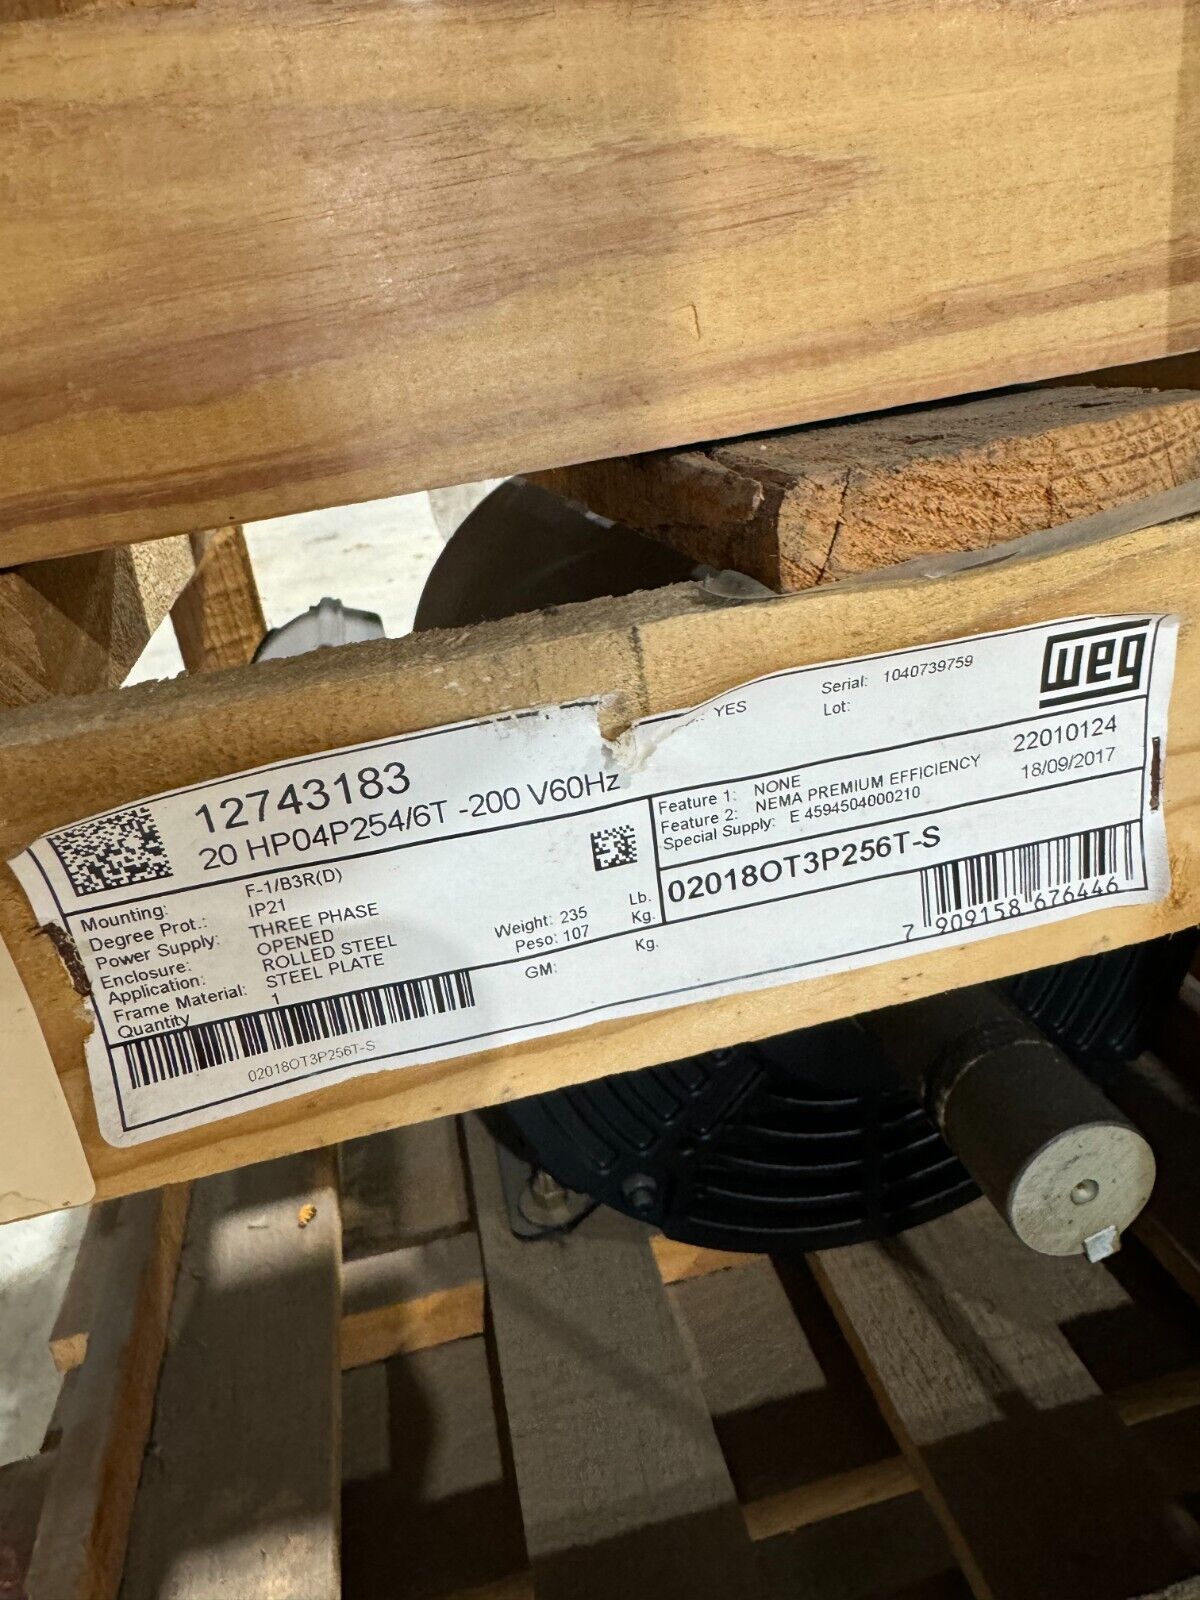 12743183
20 HP04P254/6T -200 V60Hz
YES
Serial: 1040739759
Lot:
weg
Mounting: F-1/B3R(D)
Degree Prot.: IP21
Power Supply: THREE PHASE
Enclosure: OPENED
Application: ROLLED STEEL
Frame Material: STEEL PLATE
Quantity 1
Weight: 235 Lb.
Peso: 107 Kg.
GM: Kg.
Feature 1: NONE
Feature 2: NEMA PREMIUM EFFICIENCY
Special Supply: E 4594504000210
22010124
18/09/2017
02018OT3P256T-S
7 909158 676446
02018OT3P256T-S